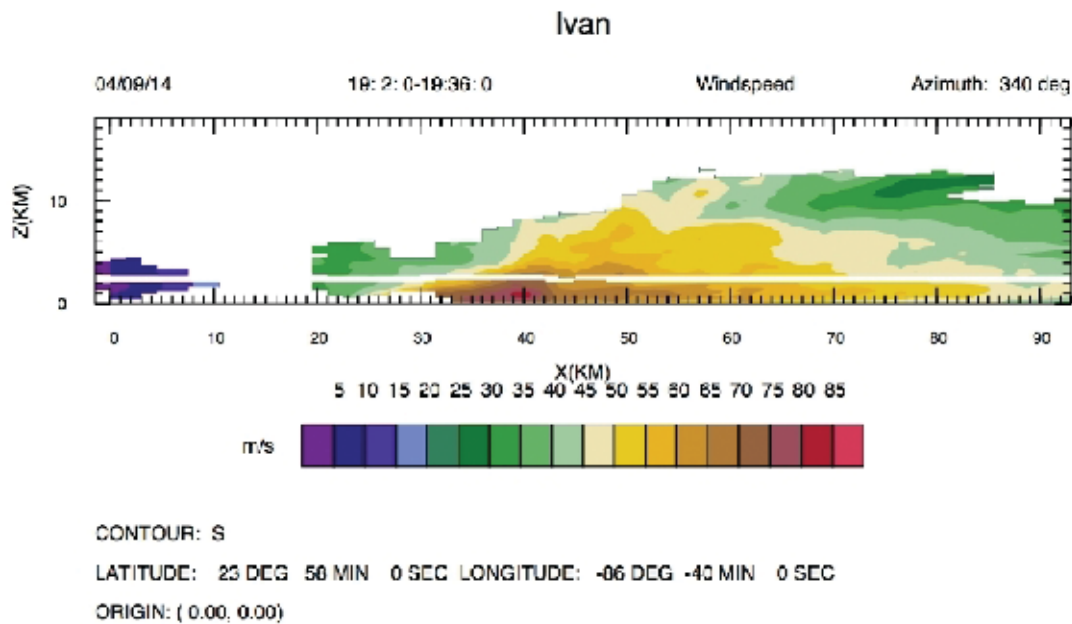 Ivan
04/09/14 19: 2: 0-19:36: 0 Windspeed Azimuth: 340 deg
Z(KM)
10
0
0 10 20 30 40 50 60 70 80 90
X(KM)
5 10 15 20 25 30 35 40 45 50 55 60 65 70 75 80 85
m/s
CONTOUR: S
LATITUDE: 23 DEG 58 MIN 0 SEC LONGITUDE: -86 DEG -40 MIN 0 SEC
ORIGIN: ( 0.00, 0.00)